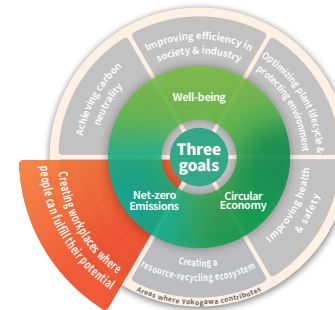 Improving efficiency in
society & industry
Optimizing plant lifecycle &
protecting environment
Achieving carbon
neutrality
Well-being
Three
goals
Net-zero
Emissions
Circular
Economy
Improving health
& safety
Creating workplaces where
people can fulfill their potential
Creating a
resource-recycling ecosystem
Areas where Yokogawa contributes